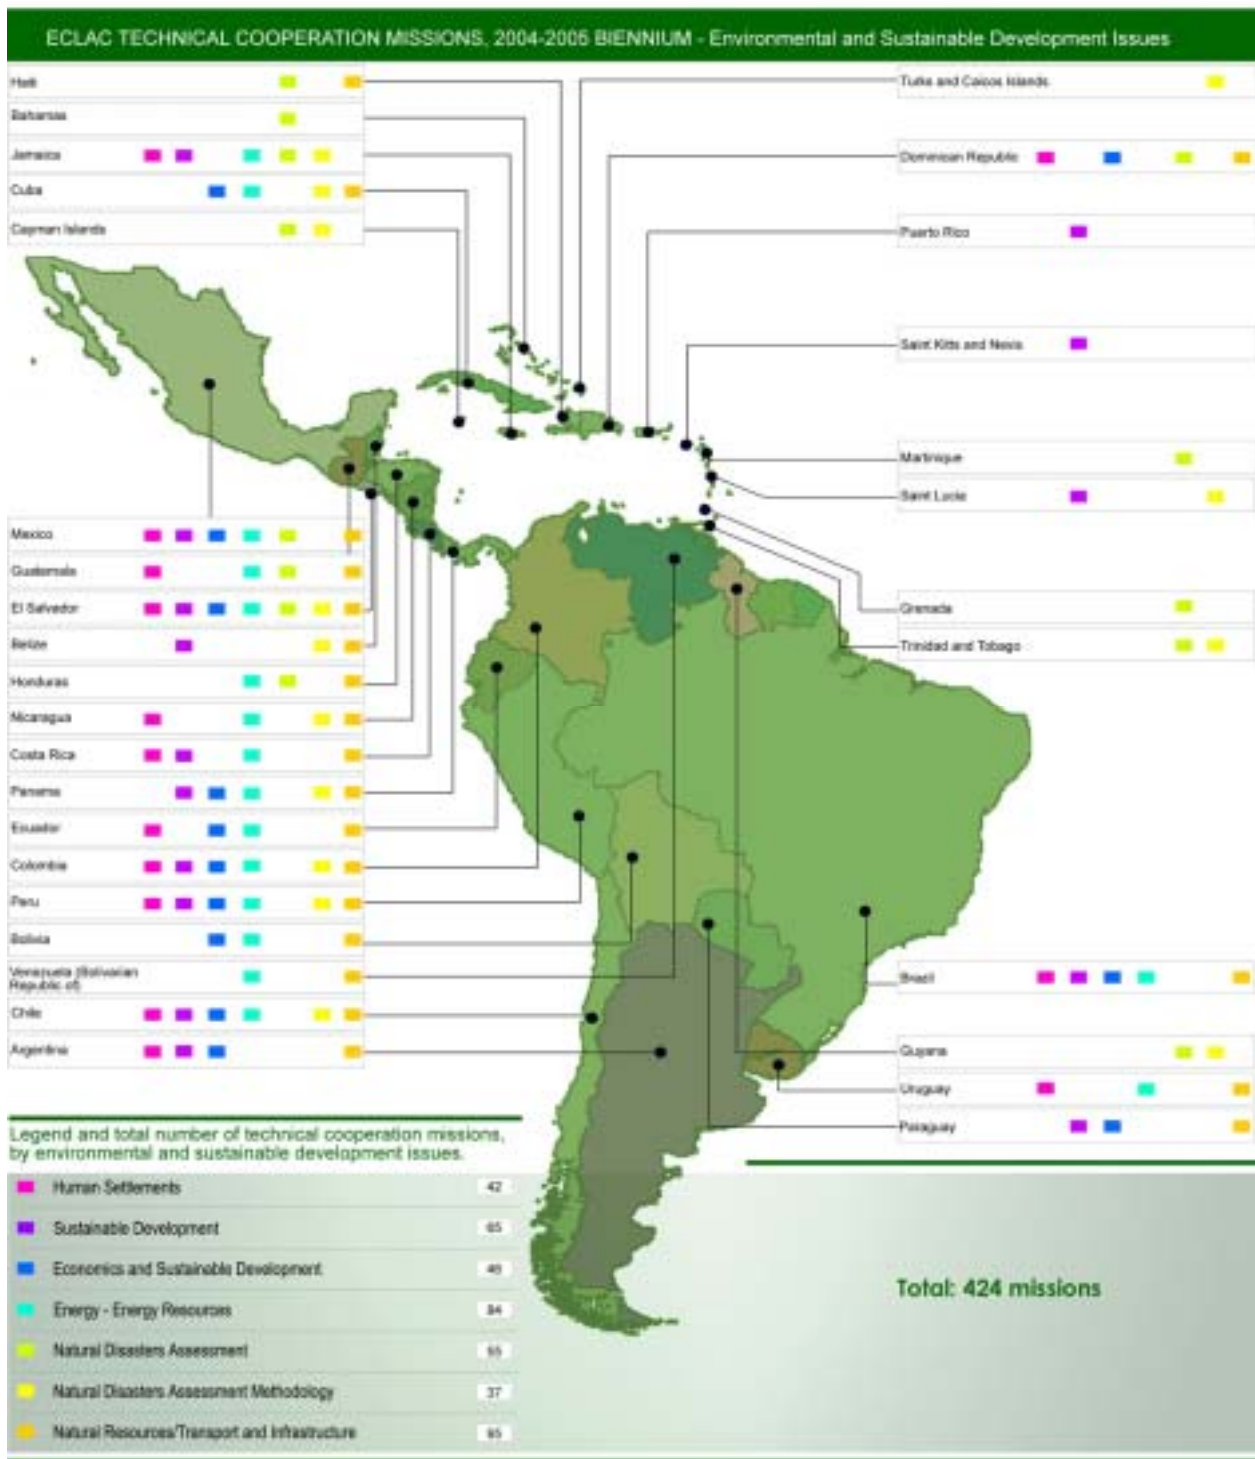 ECLAC TECHNICAL COOPERATION MISSIONS, 2004-2005 BIENNIUM - Environmental and Sustainable Development Issues
Haiti
Bahamas
Jamaica
Cuba
Cayman Islands
Turks and Caicos Islands
Dominican Republic
Puerto Rico
Saint Kitts and Nevis
Martinique
Saint Lucia
Grenada
Trinidad and Tobago
Mexico
Guatemala
El Salvador
Belize
Honduras
Nicaragua
Costa Rica
Panama
Ecuador
Colombia
Peru
Bolivia
Venezuela (Bolivarian
Republic of)
Chile
Argentina
Brazil
Guyana
Uruguay
Paraguay
Legend and total number of technical cooperation missions,
by environmental and sustainable development issues.
Human Settlements 42
Sustainable Development 65
Economics and Sustainable Development 46
Energy - Energy Resources 84
Natural Disasters Assessment 55
Natural Disasters Assessment Methodology 37
Natural Resources/Transport and Infrastructure 95
Total: 424 missions